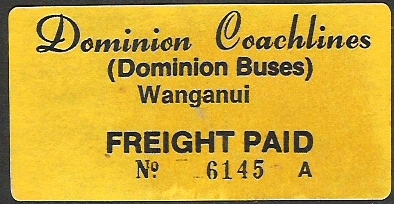 Dominion Coachlines
(Dominion Buses)
Wanganui
FREIGHT PAID
Nº 6145 A